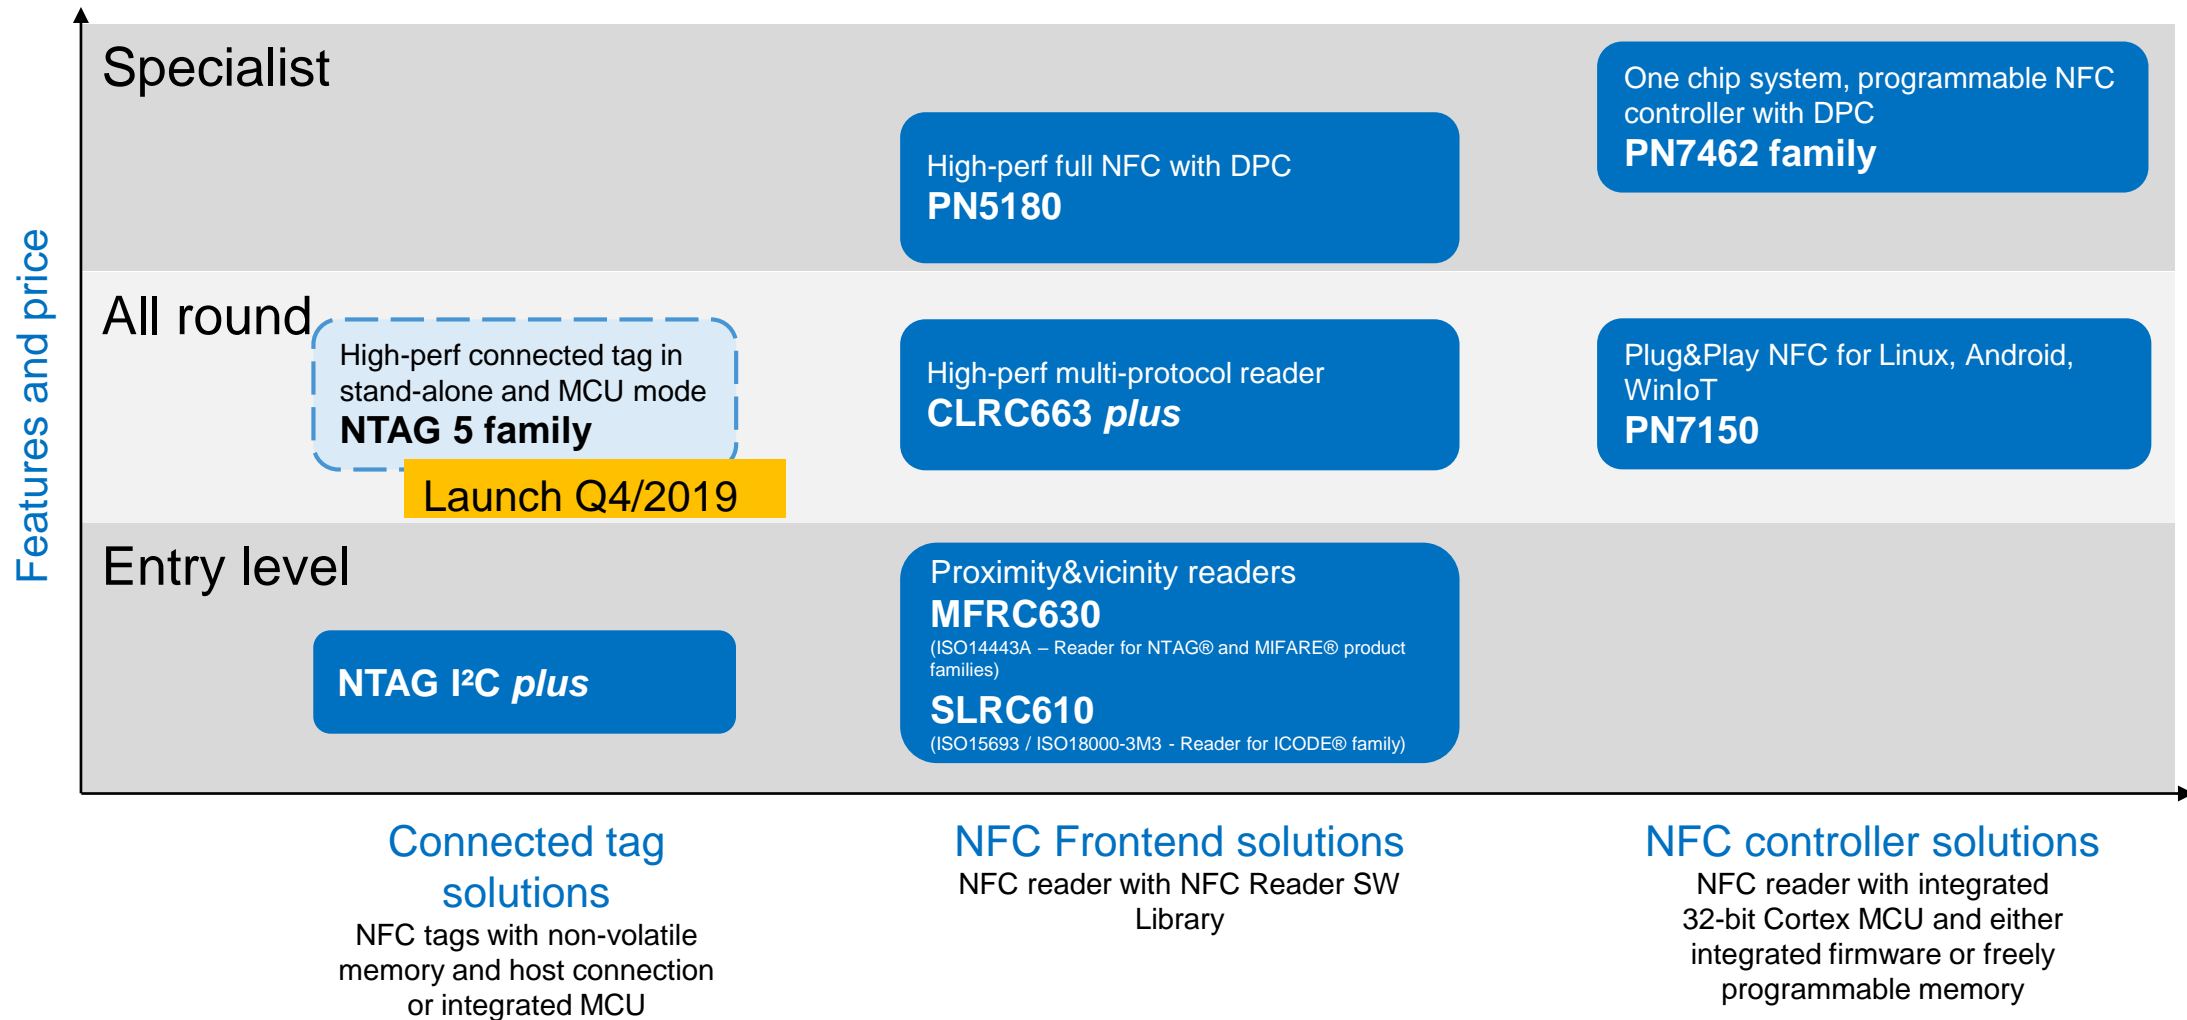 Features and price
Specialist
High-perf full NFC with DPC
PN5180
One chip system, programmable NFC
controller with DPC
PN7462 family
All round
High-perf connected tag in
stand-alone and MCU mode
NTAG 5 family
Launch Q4/2019
High-perf multi-protocol reader
CLRC663 plus
Plug&Play NFC for Linux, Android,
WinIoT
PN7150
Entry level
NTAG I²C plus
Proximity&vicinity readers
MFRC630
(ISO14443A – Reader for NTAG® and MIFARE® product
families)
SLRC610
(ISO15693 / ISO18000-3M3 - Reader for ICODE® family)
Connected tag
solutions
NFC tags with non-volatile
memory and host connection
or integrated MCU
NFC Frontend solutions
NFC reader with NFC Reader SW
Library
NFC controller solutions
NFC reader with integrated
32-bit Cortex MCU and either
integrated firmware or freely
programmable memory